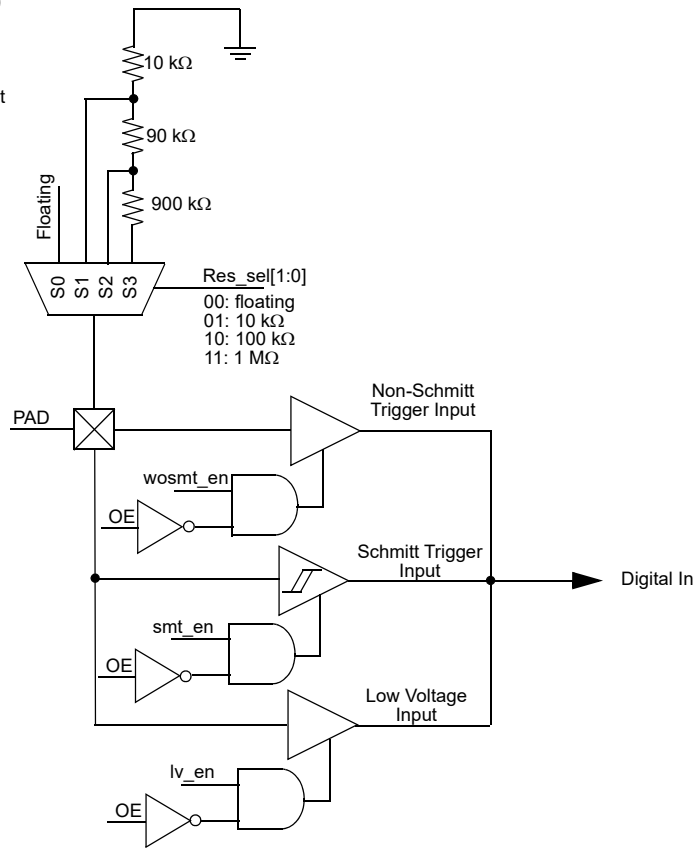 t
10 kΩ
90 kΩ
900 kΩ
Floating
S0
S1
S2
S3
Res_sel[1:0]
00: floating
01: 10 kΩ
10: 100 kΩ
11: 1 MΩ
PAD
Non-Schmitt
Trigger Input
wosmt_en
OE
Schmitt Trigger
Input
Digital In
smt_en
OE
Low Voltage
Input
lv_en
OE